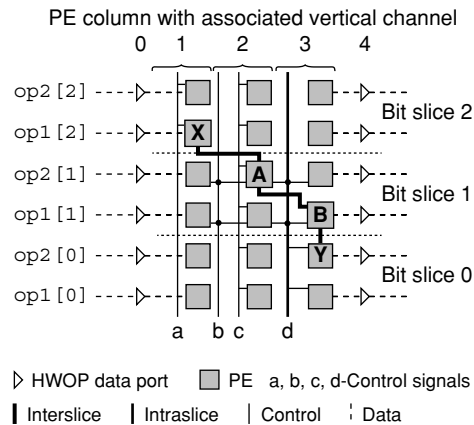 PE column with associated vertical channel
0 1 2 3 4
op2[2]
Bit slice 2
op1[2] X
op2[1] A
Bit slice 1
op1[1] B
op2[0] Y
Bit slice 0
op1[0]
a b c d
HWOP data port PE a, b, c, d-Control signals
Interslice Intraslice Control Data